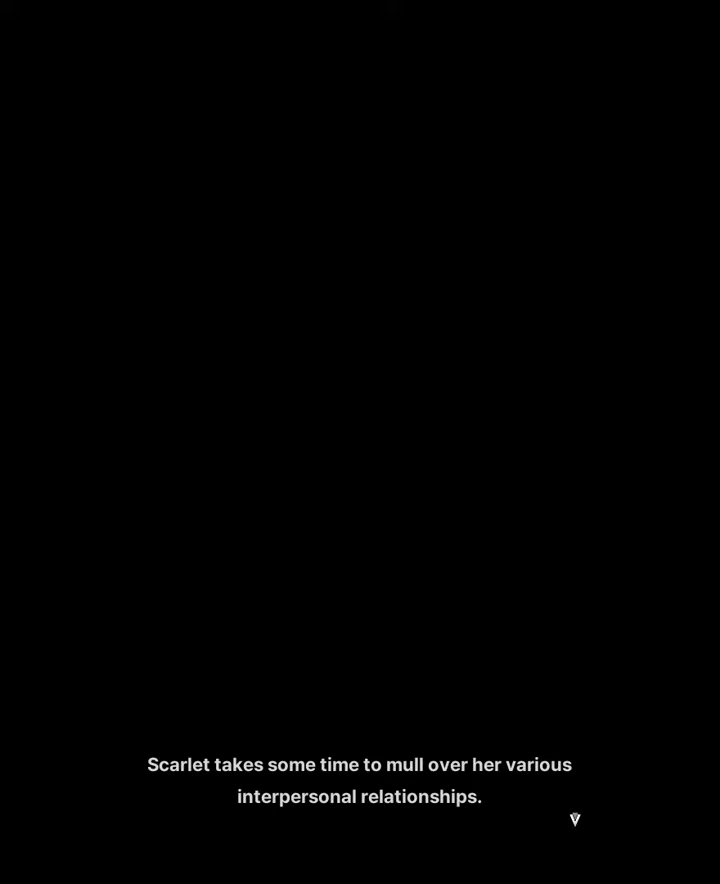 Scarlet takes some time to mull over her various
interpersonal relationships.